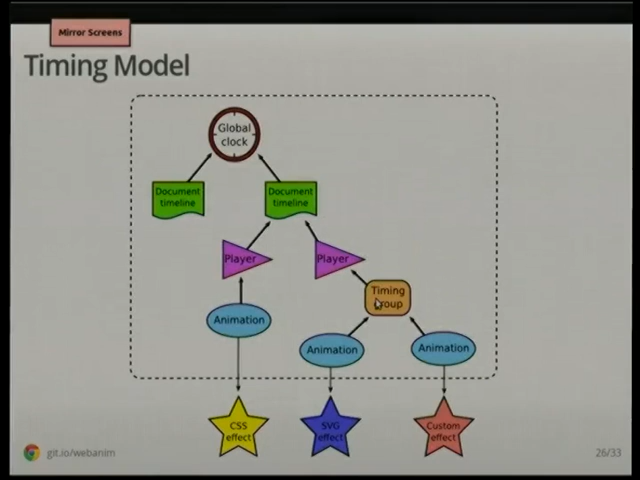 Mirror Screens
Timing Model
Global
clock
Document
timeline
Document
timeline
Player
Player
Timing
Group
Animation
Animation
Animation
CSS
effect
SVG
effect
Custom
effect
git.io/webanim
26/33